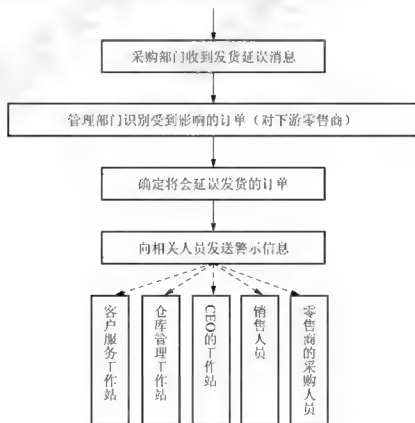 采购部门收到发货延误消息
管理部门识别受到影响的订单（对下游零售商）
确定将会延误发货的订单
向相关人员发送警示信息
客户服务工作站
仓库管理工作站
CEO的工作站
销售人员
零售商的采购人员